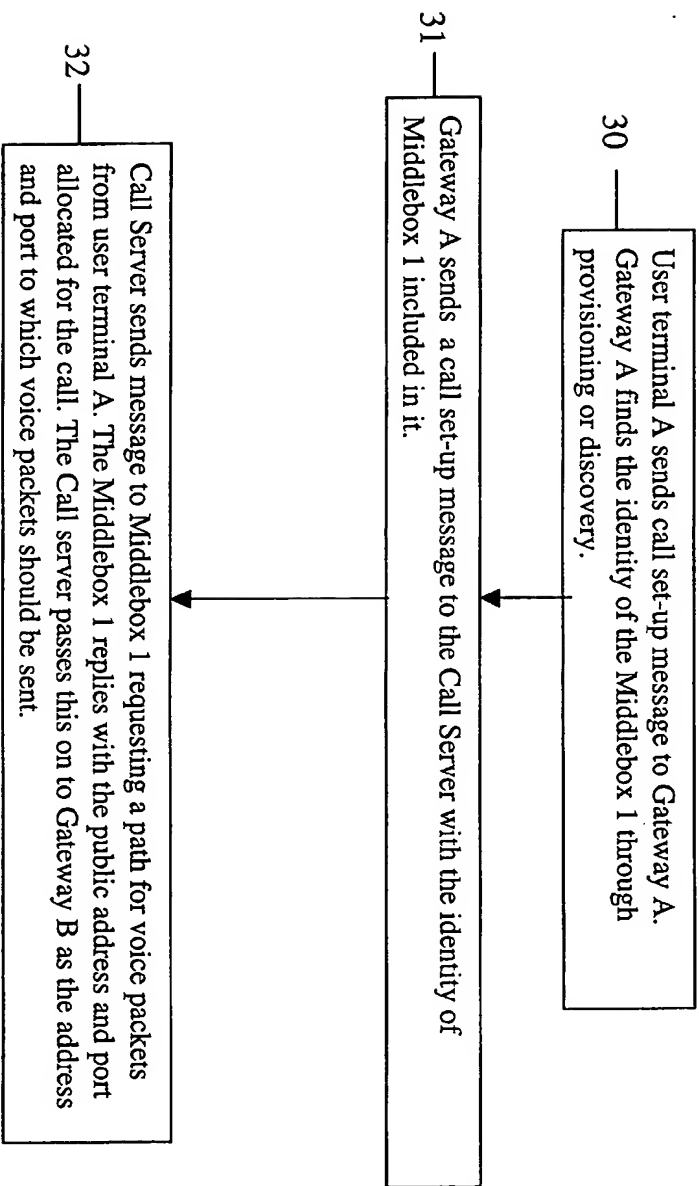 30
User terminal A sends call set-up message to Gateway A.
Gateway A finds the identity of the Middlebox 1 through
provisioning or discovery.
31
Gateway A sends a call set-up message to the Call Server with the identity of
Middlebox 1 included in it.
32
Call Server sends message to Middlebox 1 requesting a path for voice packets
from user terminal A. The Middlebox 1 replies with the public address and port
allocated for the call. The Call server passes this on to Gateway B as the address
and port to which voice packets should be sent.